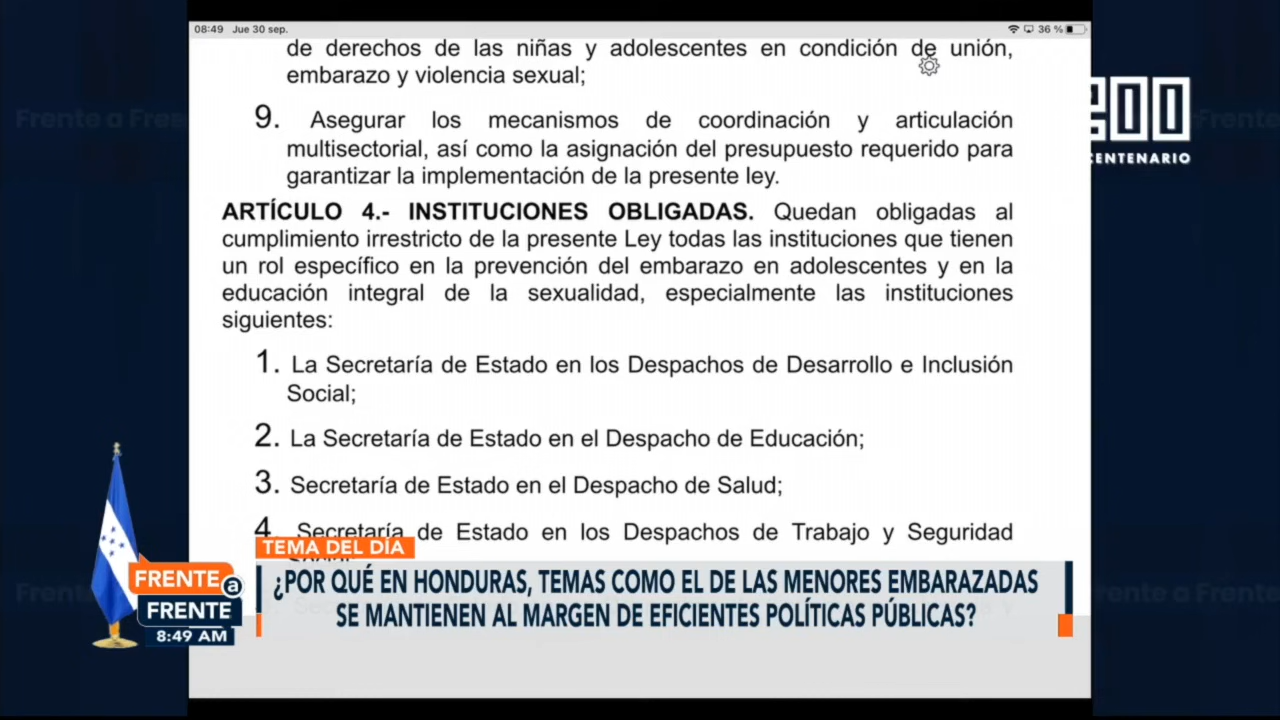 08:49 Jue 30 sep.
36 %
de derechos de las niñas y adolescentes en condición de unión,
embarazo y violencia sexual;
9. Asegurar los mecanismos de coordinación y articulación
multisectorial, así como la asignación del presupuesto requerido para
garantizar la implementación de la presente ley.
ARTÍCULO 4.- INSTITUCIONES OBLIGADAS. Quedan obligadas al
cumplimiento irrestricto de la presente Ley todas las instituciones que tienen
un rol específico en la prevención del embarazo en adolescentes y en la
educación integral de la sexualidad, especialmente las instituciones
siguientes:
1. La Secretaría de Estado en los Despachos de Desarrollo e Inclusión
Social;
2. La Secretaría de Estado en el Despacho de Educación;
3. Secretaría de Estado en el Despacho de Salud;
4. Secretaría de Estado en los Despachos de Trabajo y Seguridad
TEMA DEL DÍA
¿POR QUÉ EN HONDURAS, TEMAS COMO EL DE LAS MENORES EMBARAZADAS
SE MANTIENEN AL MARGEN DE EFICIENTES POLÍTICAS PÚBLICAS?
FRENTE a
FRENTE
8:49 AM
200
CENTENARIO
Frente a Fre
Frente
Frente
rente a Frente